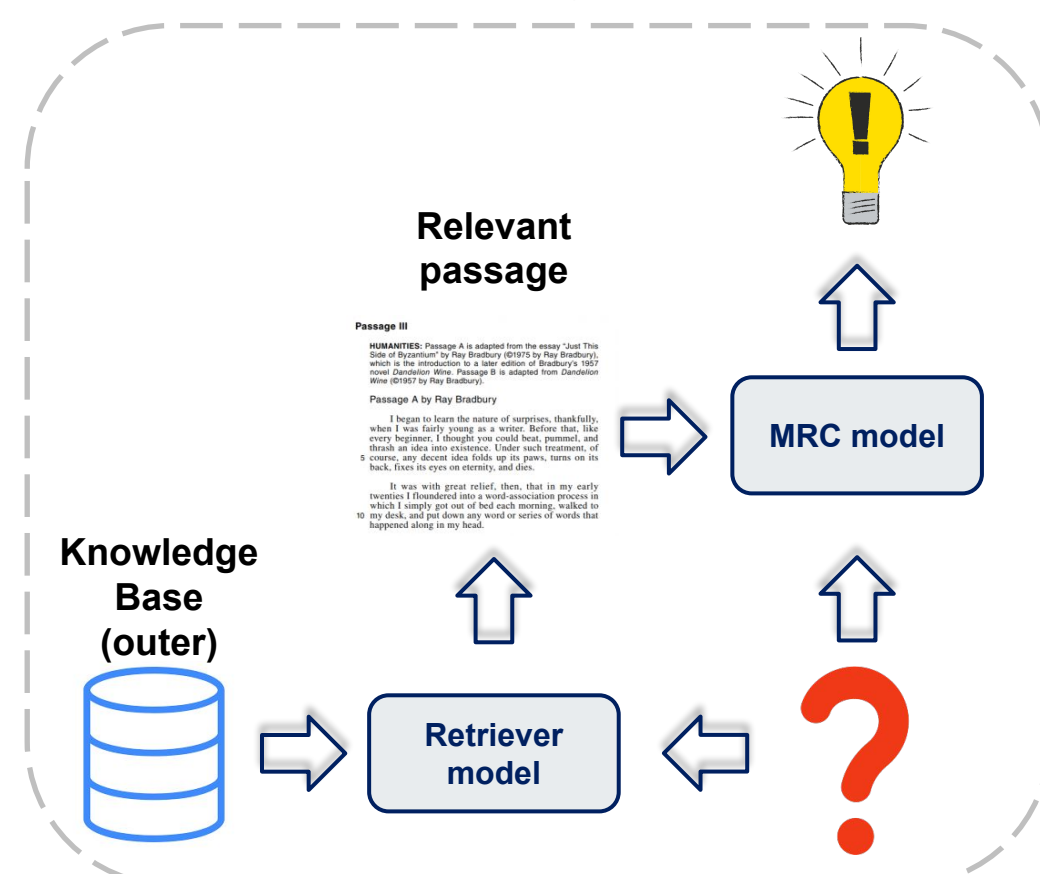 Relevant
passage
Passage III
HUMANITIES: Passage A is adapted from the essay "Just This
Side of Byzantium" by Ray Bradbury (©1975 by Ray Bradbury),
which is the introduction to a later edition of Bradbury's 1957
novel Dandelion Wine. Passage B is adapted from Dandelion
Wine (©1957 by Ray Bradbury).
Passage A by Ray Bradbury
I began to learn the nature of surprises, thankfully,
when I was fairly young as a writer. Before that, like
every beginner, I thought you could beat, pummel, and
thrash an idea into existence. Under such treatment, of
5 course, any decent idea folds up its paws, turns on its
back, fixes its eyes on eternity, and dies.
It was with great relief, then, that in my early
twenties I floundered into a word-association process in
which I simply got out of bed each morning, walked to
10 my desk, and put down any word or series of words that
happened along in my head.
MRC model
Knowledge
Base
(outer)
Retriever
model